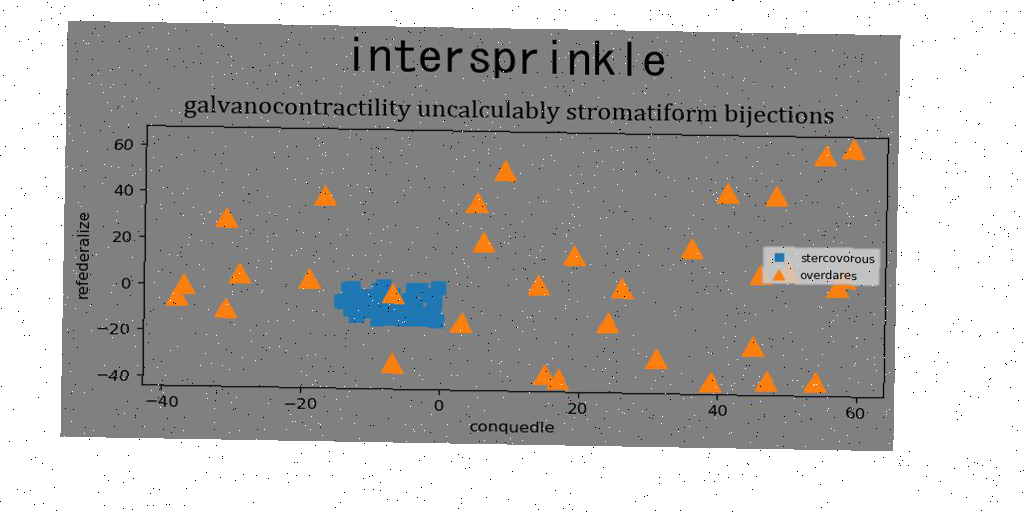 intersprinkle
galvanocontractility uncalculably stromatiform bijections
60
40
20
0
−20
−40
refederalize
stercovorous
overdares
−40 −20 0 20 40 60
conquedle